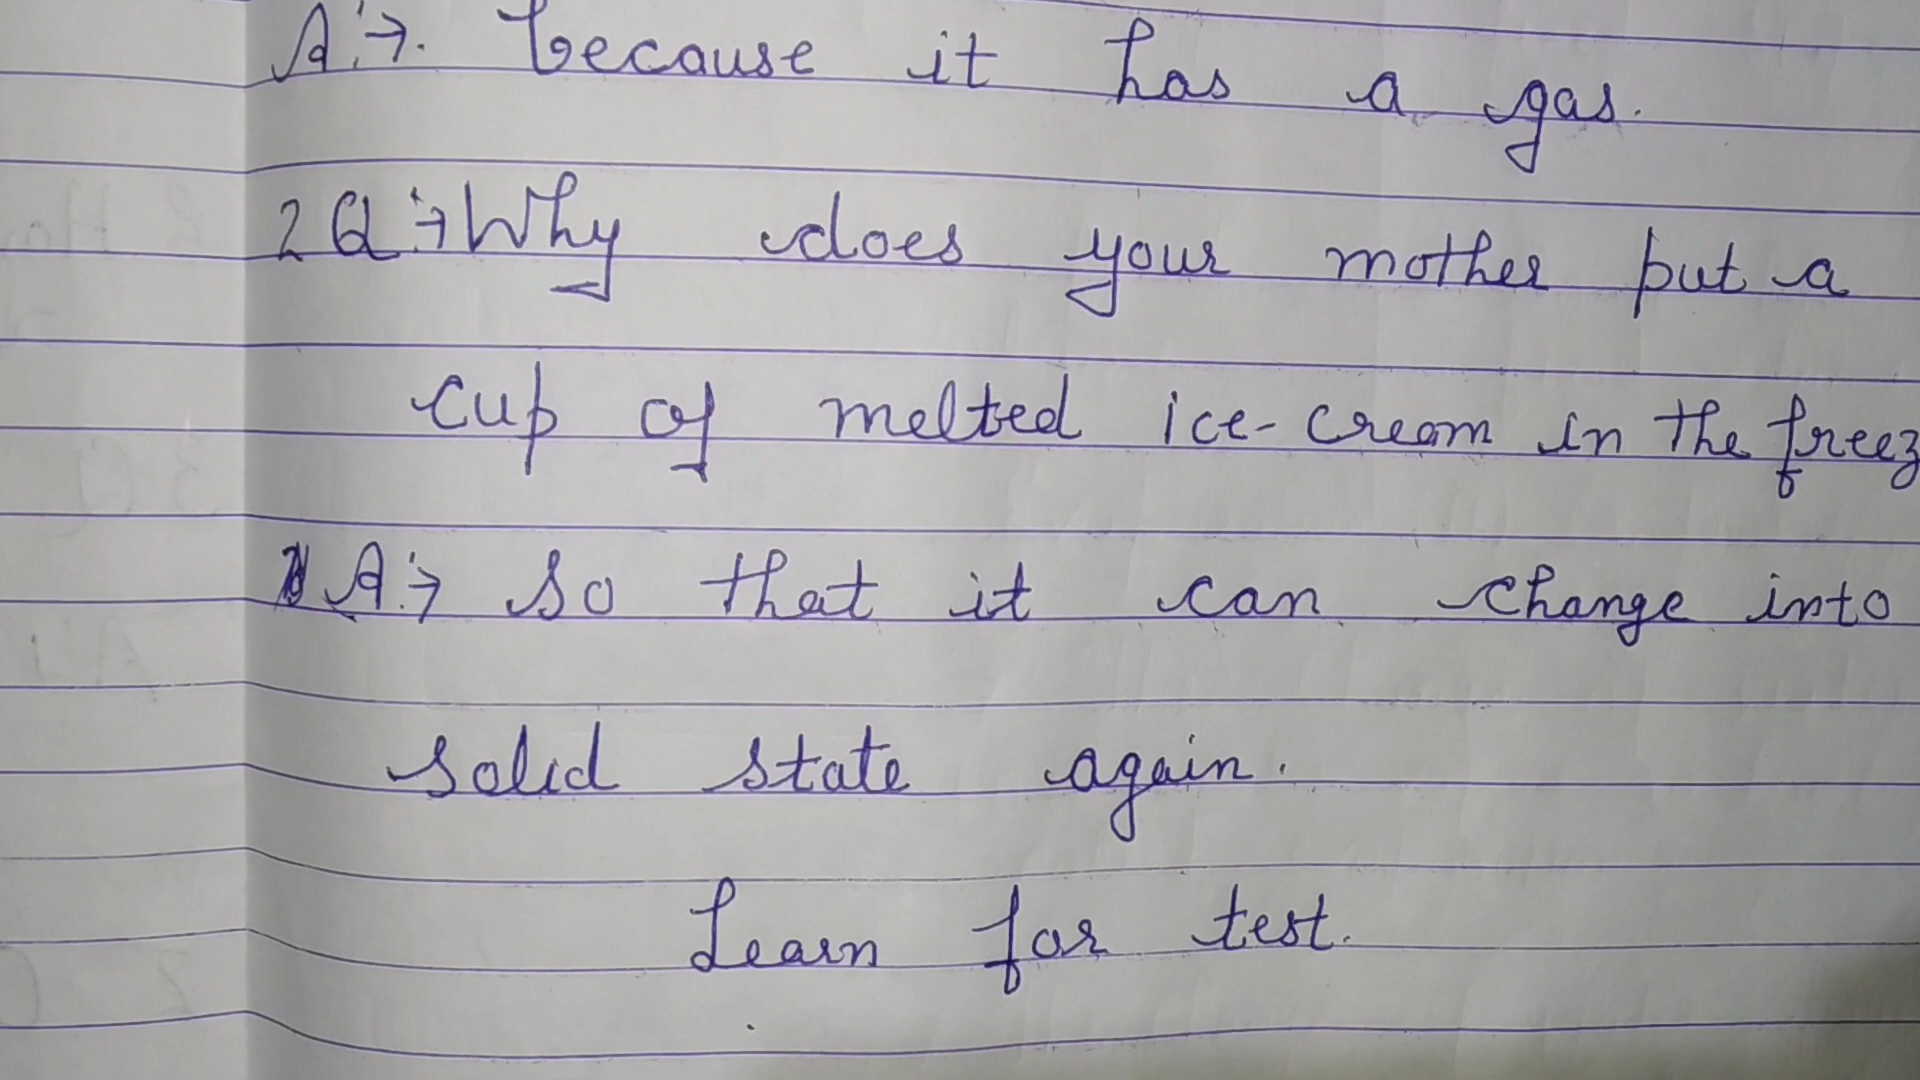 A:→. because it has a gas.
2Q:→ Why does your mother put a
cup of melted ice-cream in the freez
A:→ So that it can change into
solid state again.
Learn for test.